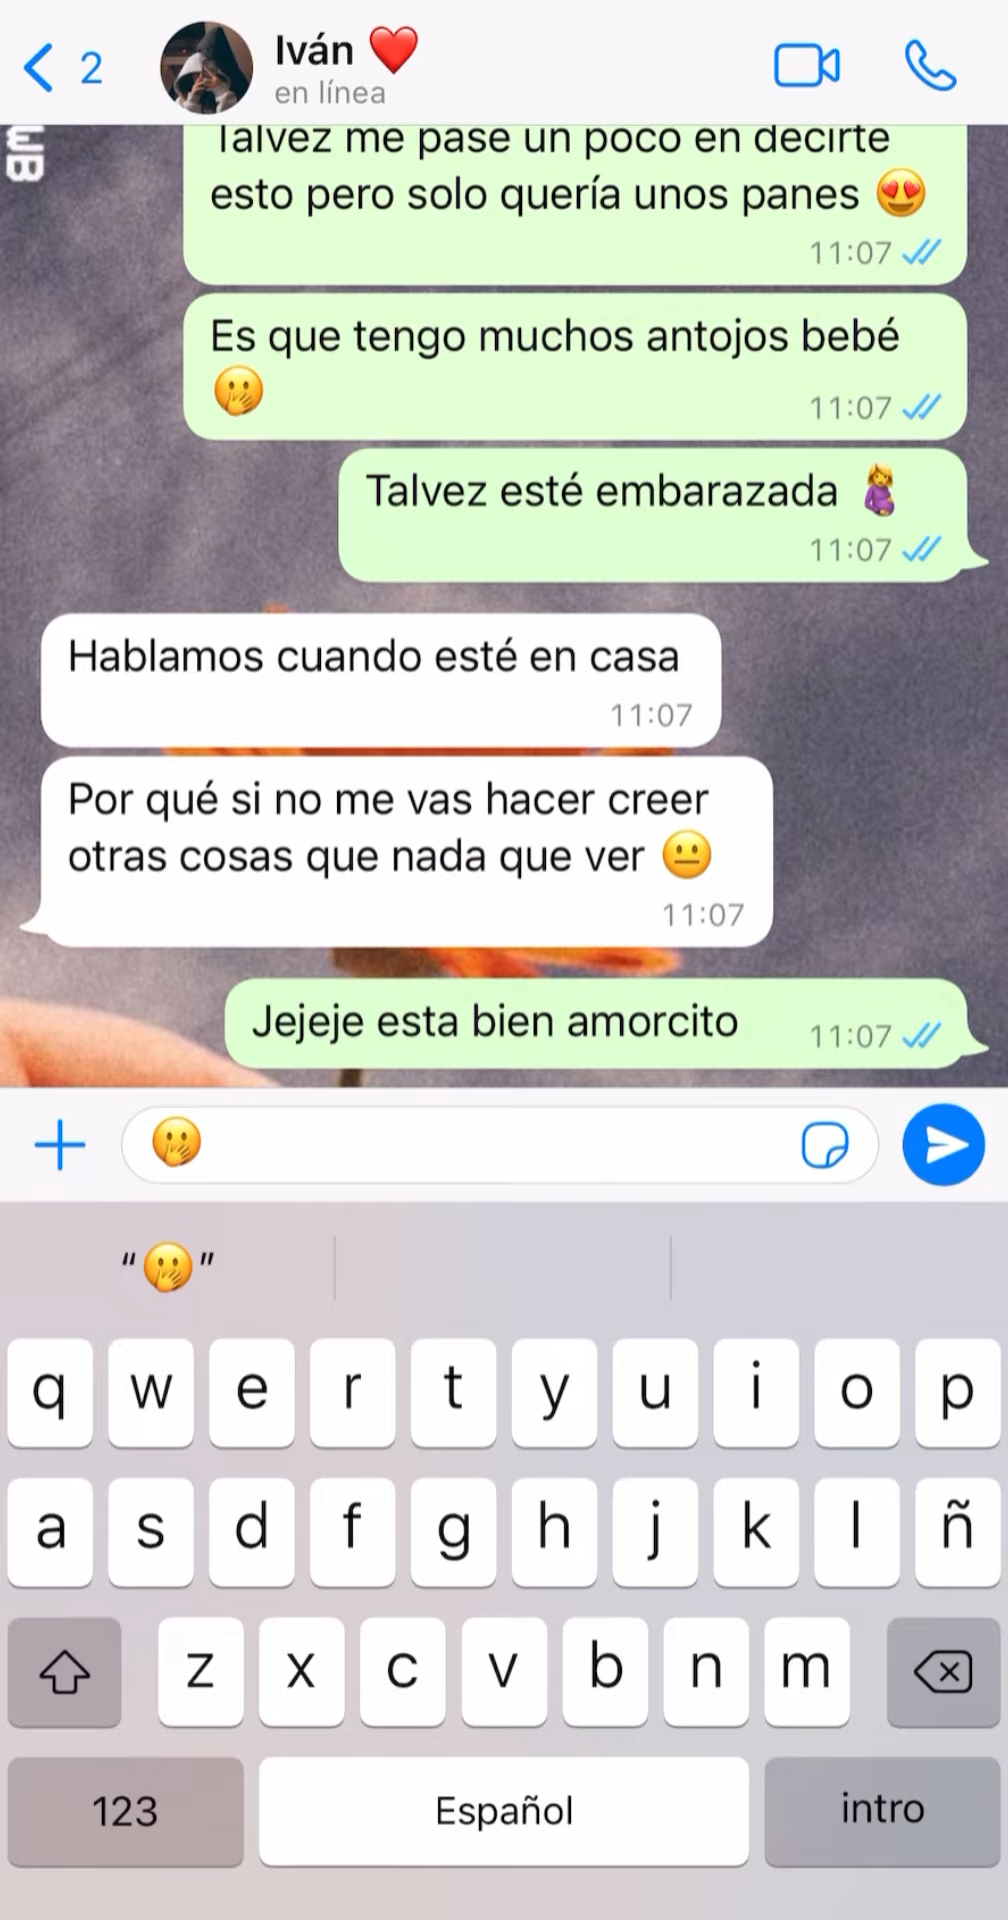 2
Iván ❤️
en línea
Talvez me pase un poco en decirte
esto pero solo quería unos panes 😍
11:07
Es que tengo muchos antojos bebé
🫢
11:07
Talvez esté embarazada 🤰
11:07
Hablamos cuando esté en casa
11:07
Por qué si no me vas hacer creer
otras cosas que nada que ver 😐
11:07
Jejeje esta bien amorcito 11:07
🫢
"🫢"
q w e r t y u i o p
a s d f g h j k l ñ
z x c v b n m
123 Español intro